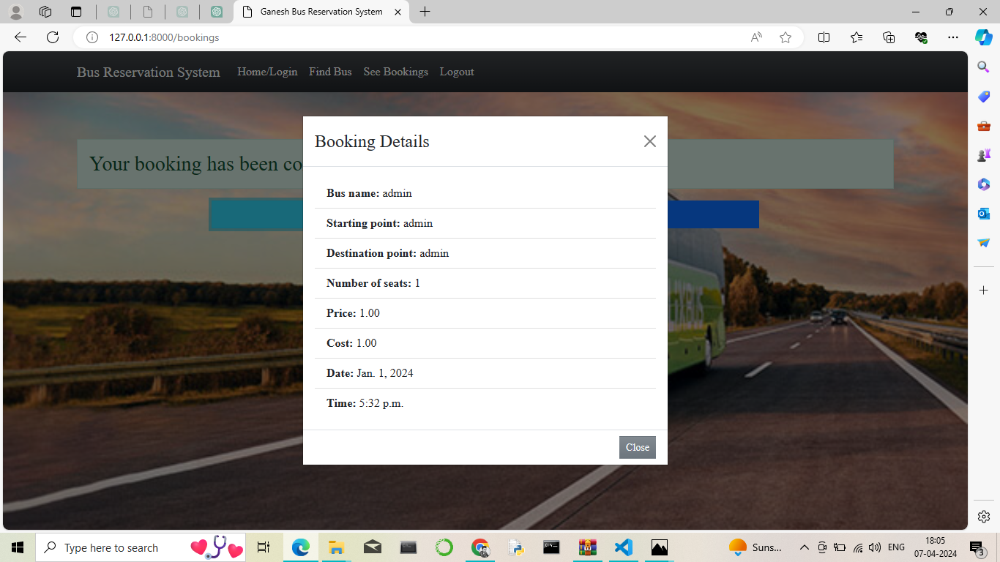 Ganesh Bus Reservation System
127.0.0.1:8000/bookings
Bus Reservation System Home/Login Find Bus See Bookings Logout
Booking Details
Your booking has been co
Bus name: admin
Starting point: admin
Destination point: admin
Number of seats: 1
Price: 1.00
Cost: 1.00
Date: Jan. 1, 2024
Time: 5:32 p.m.
Close
Type here to search
Suns...
ENG
18:05
07-04-2024
3